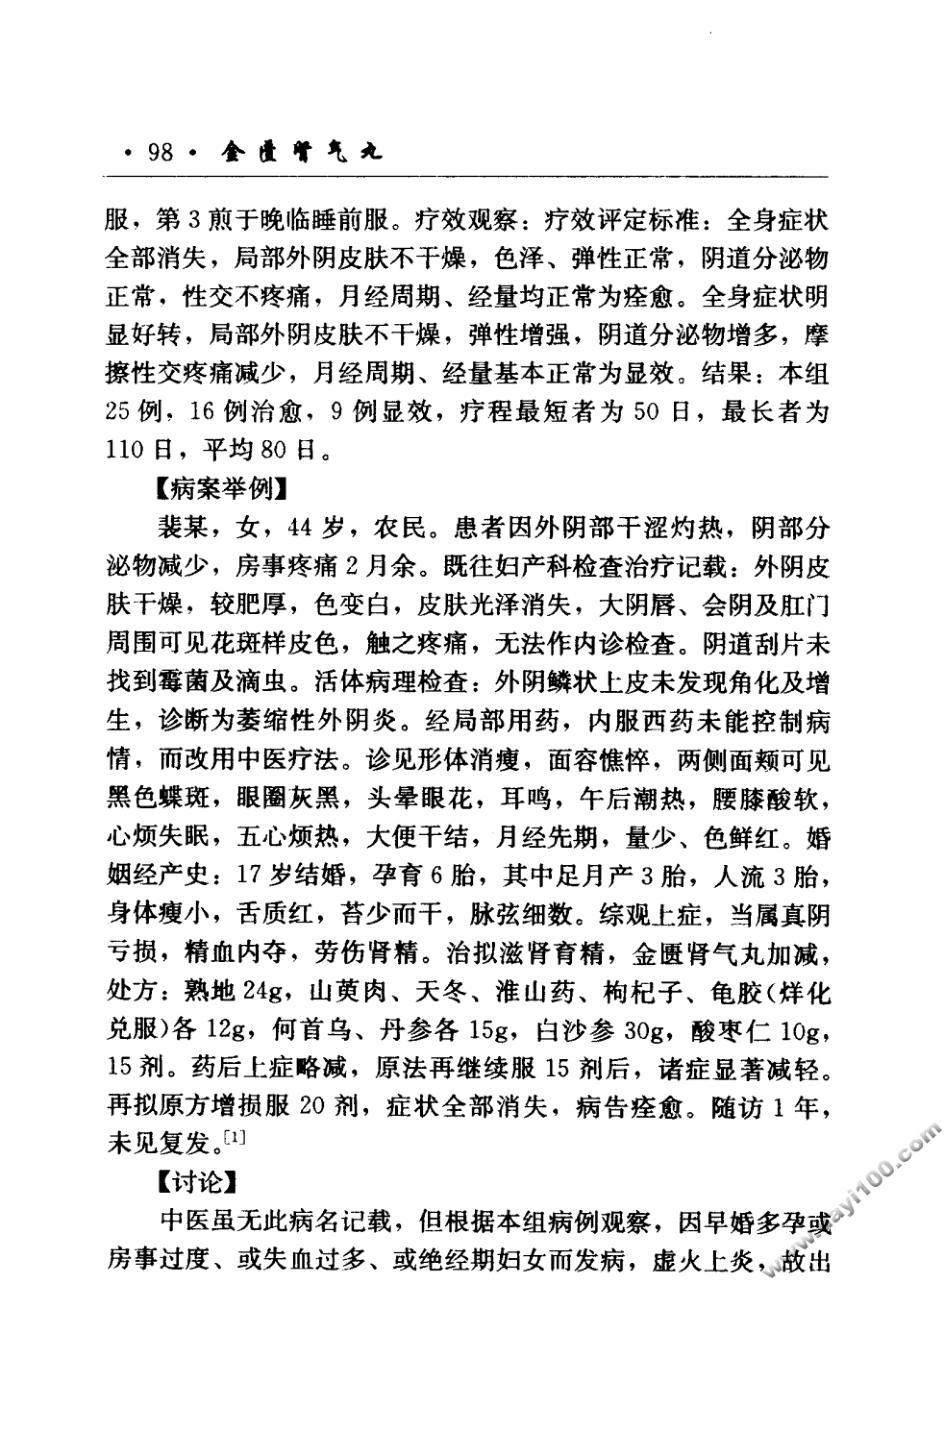 · 98 · 金匮肾气丸
服，第 3 煎于晚临睡前服。疗效观察：疗效评定标准：全身症状
全部消失，局部外阴皮肤不干燥，色泽、弹性正常，阴道分泌物
正常，性交不疼痛，月经周期、经量均正常为痊愈。全身症状明
显好转，局部外阴皮肤不干燥，弹性增强，阴道分泌物增多，摩
擦性交疼痛减少，月经周期、经量基本正常为显效。结果：本组
25 例，16 例治愈，9 例显效，疗程最短者为 50 日，最长者为
110 日，平均 80 日。
【病案举例】
裴某，女，44 岁，农民。患者因外阴部干涩灼热，阴部分
泌物减少，房事疼痛 2 月余。既往妇产科检查治疗记载：外阴皮
肤干燥，较肥厚，色变白，皮肤光泽消失，大阴唇、会阴及肛门
周围可见花斑样皮色，触之疼痛，无法作内诊检查。阴道刮片未
找到霉菌及滴虫。活体病理检查：外阴鳞状上皮未发现角化及增
生，诊断为萎缩性外阴炎。经局部用药，内服西药未能控制病
情，而改用中医疗法。诊见形体消瘦，面容憔悴，两侧面颊可见
黑色蝶斑，眼圈灰黑，头晕眼花，耳鸣，午后潮热，腰膝酸软，
心烦失眠，五心烦热，大便干结，月经先期，量少、色鲜红。婚
姻经产史：17 岁结婚，孕育 6 胎，其中足月产 3 胎，人流 3 胎，
身体瘦小，舌质红，苔少而干，脉弦细数。综观上症，当属真阴
亏损，精血内夺，劳伤肾精。治拟滋肾育精，金匮肾气丸加减，
处方：熟地 24g，山萸肉、天冬、淮山药、枸杞子、龟胶（烊化
兑服）各 12g，何首乌、丹参各 15g，白沙参 30g，酸枣仁 10g，
15 剂。药后上症略减，原法再继续服 15 剂后，诸症显著减轻。
再拟原方增损服 20 剂，症状全部消失，病告痊愈。随访 1 年，
未见复发。[1]
【讨论】
中医虽无此病名记载，但根据本组病例观察，因早婚多孕或
房事过度、或失血过多、或绝经期妇女而发病，虚火上炎，故出